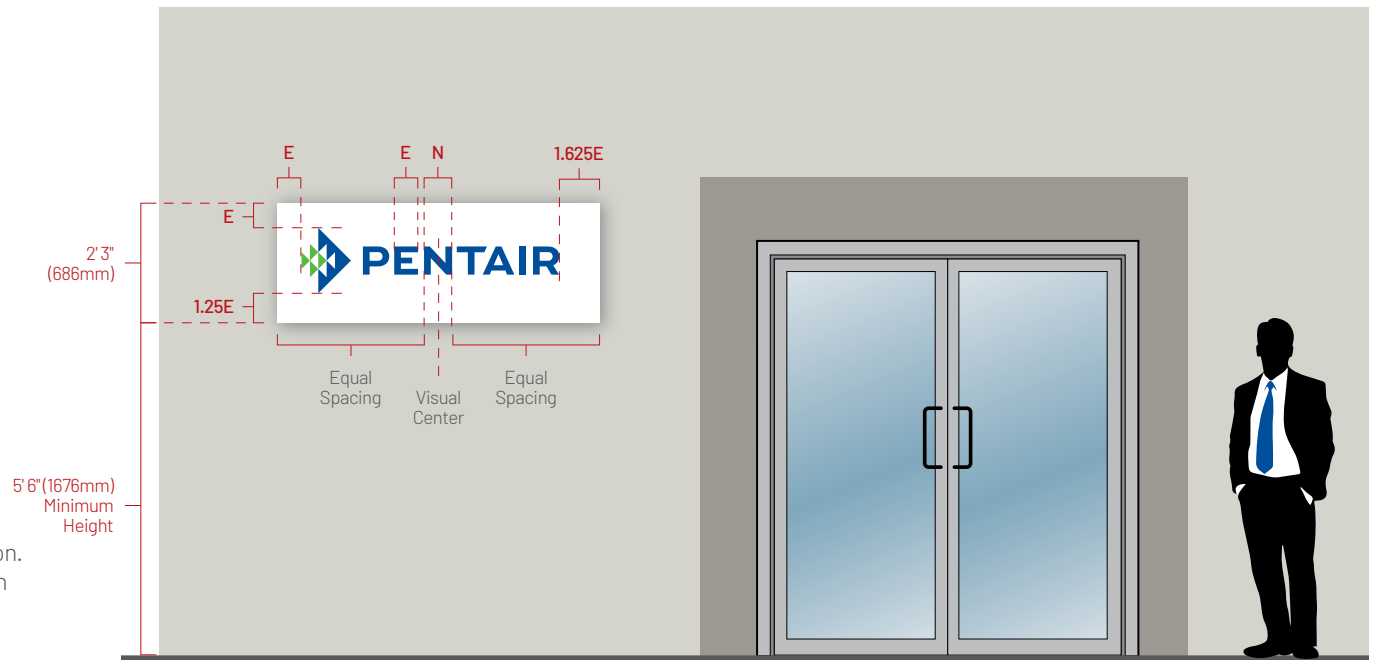 E
E N
1.625E
E
2' 3"
(686mm)
PENTAIR
1.25E
Equal
Spacing
Visual
Center
Equal
Spacing
5' 6"(1676mm)
Minimum
Height